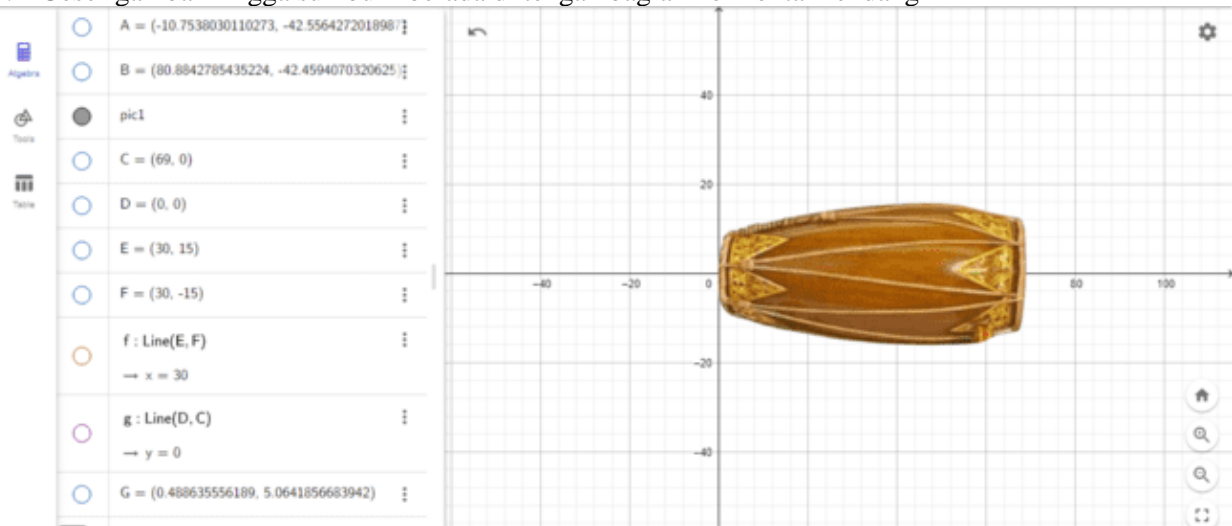 A = (-10.7538030110273, -42.5564272018987)
Algebra
B = (80.8842785435224, -42.4594070320625)
pic1
Tools
C = (69, 0)
Table
D = (0, 0)
E = (30, 15)
F = (30, -15)
f : Line(E, F)
→ x = 30
g : Line(D, C)
→ y = 0
G = (0.488635556189, 5.0641856683942)
40
20
-40 -20 0 80 100
-20
-40